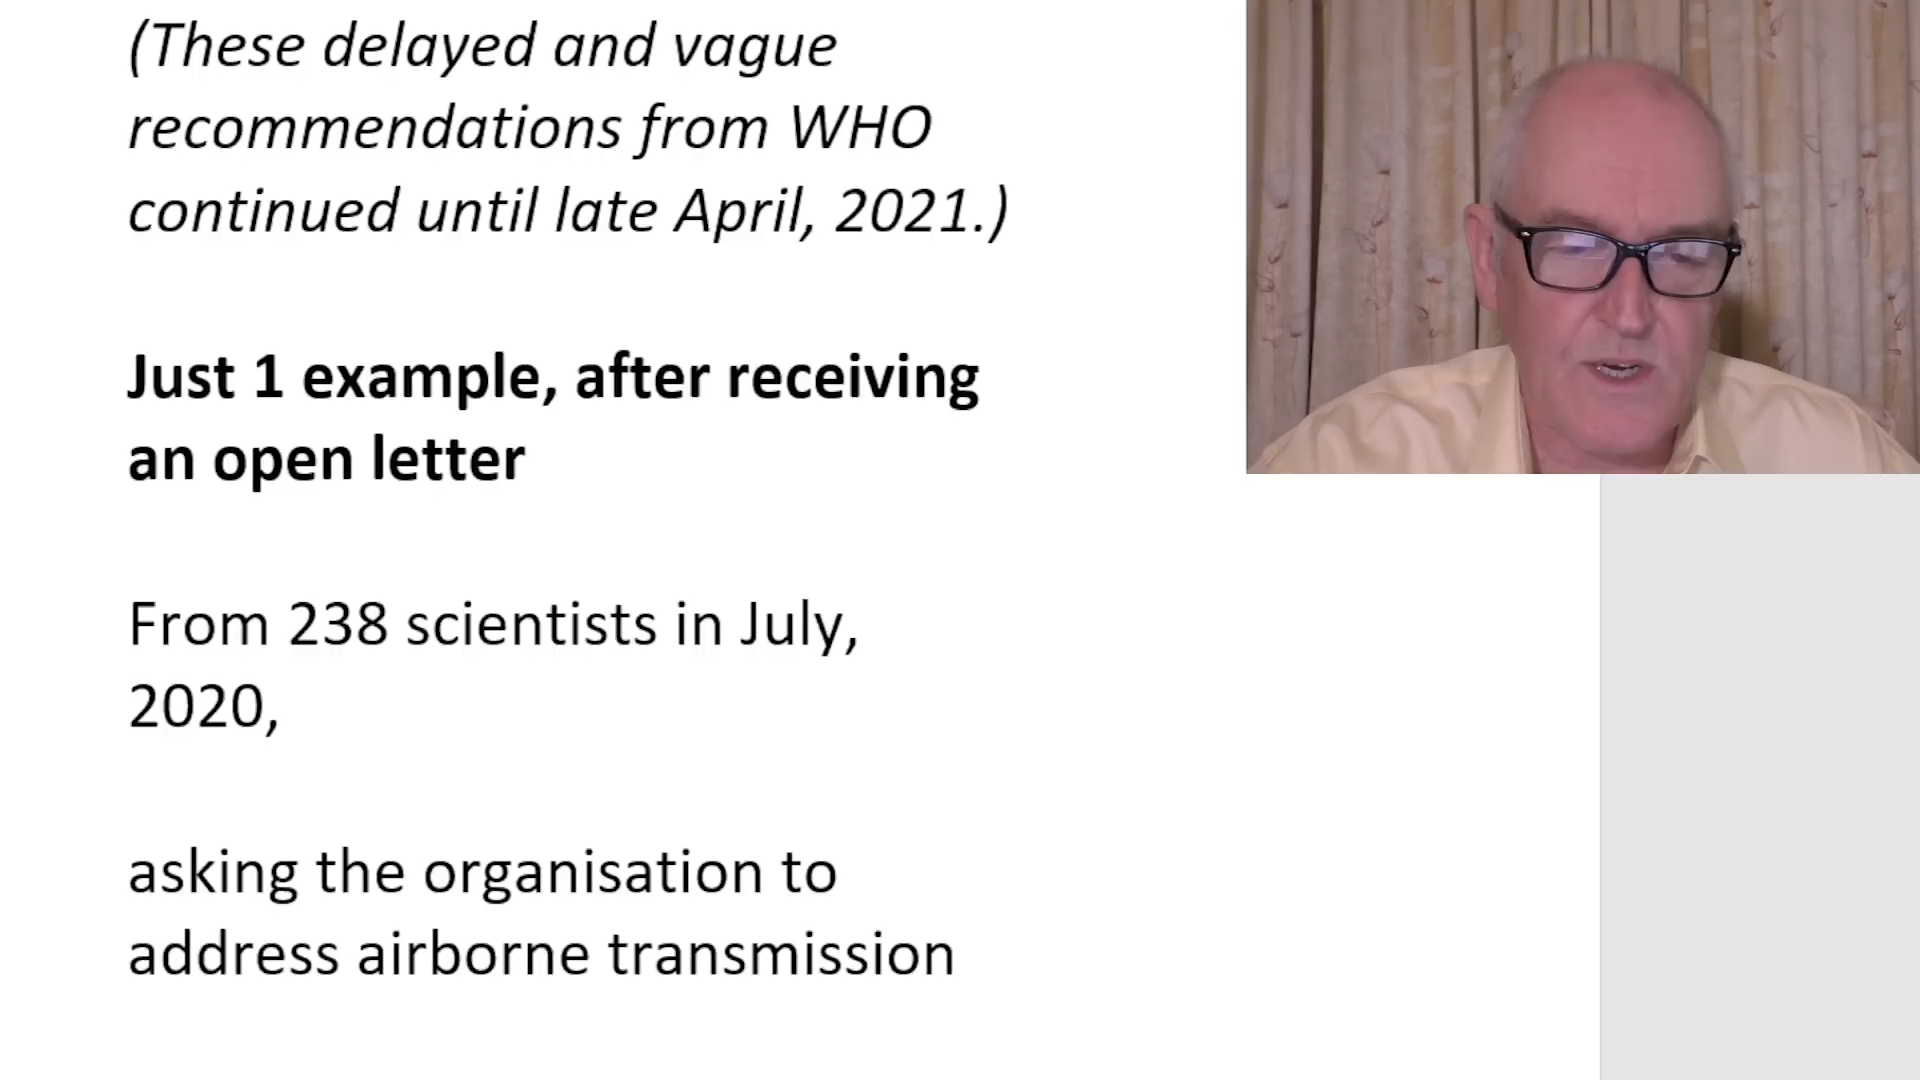 (These delayed and vague
recommendations from WHO
continued until late April, 2021.)
Just 1 example, after receiving
an open letter
From 238 scientists in July,
2020,
asking the organisation to
address airborne transmission